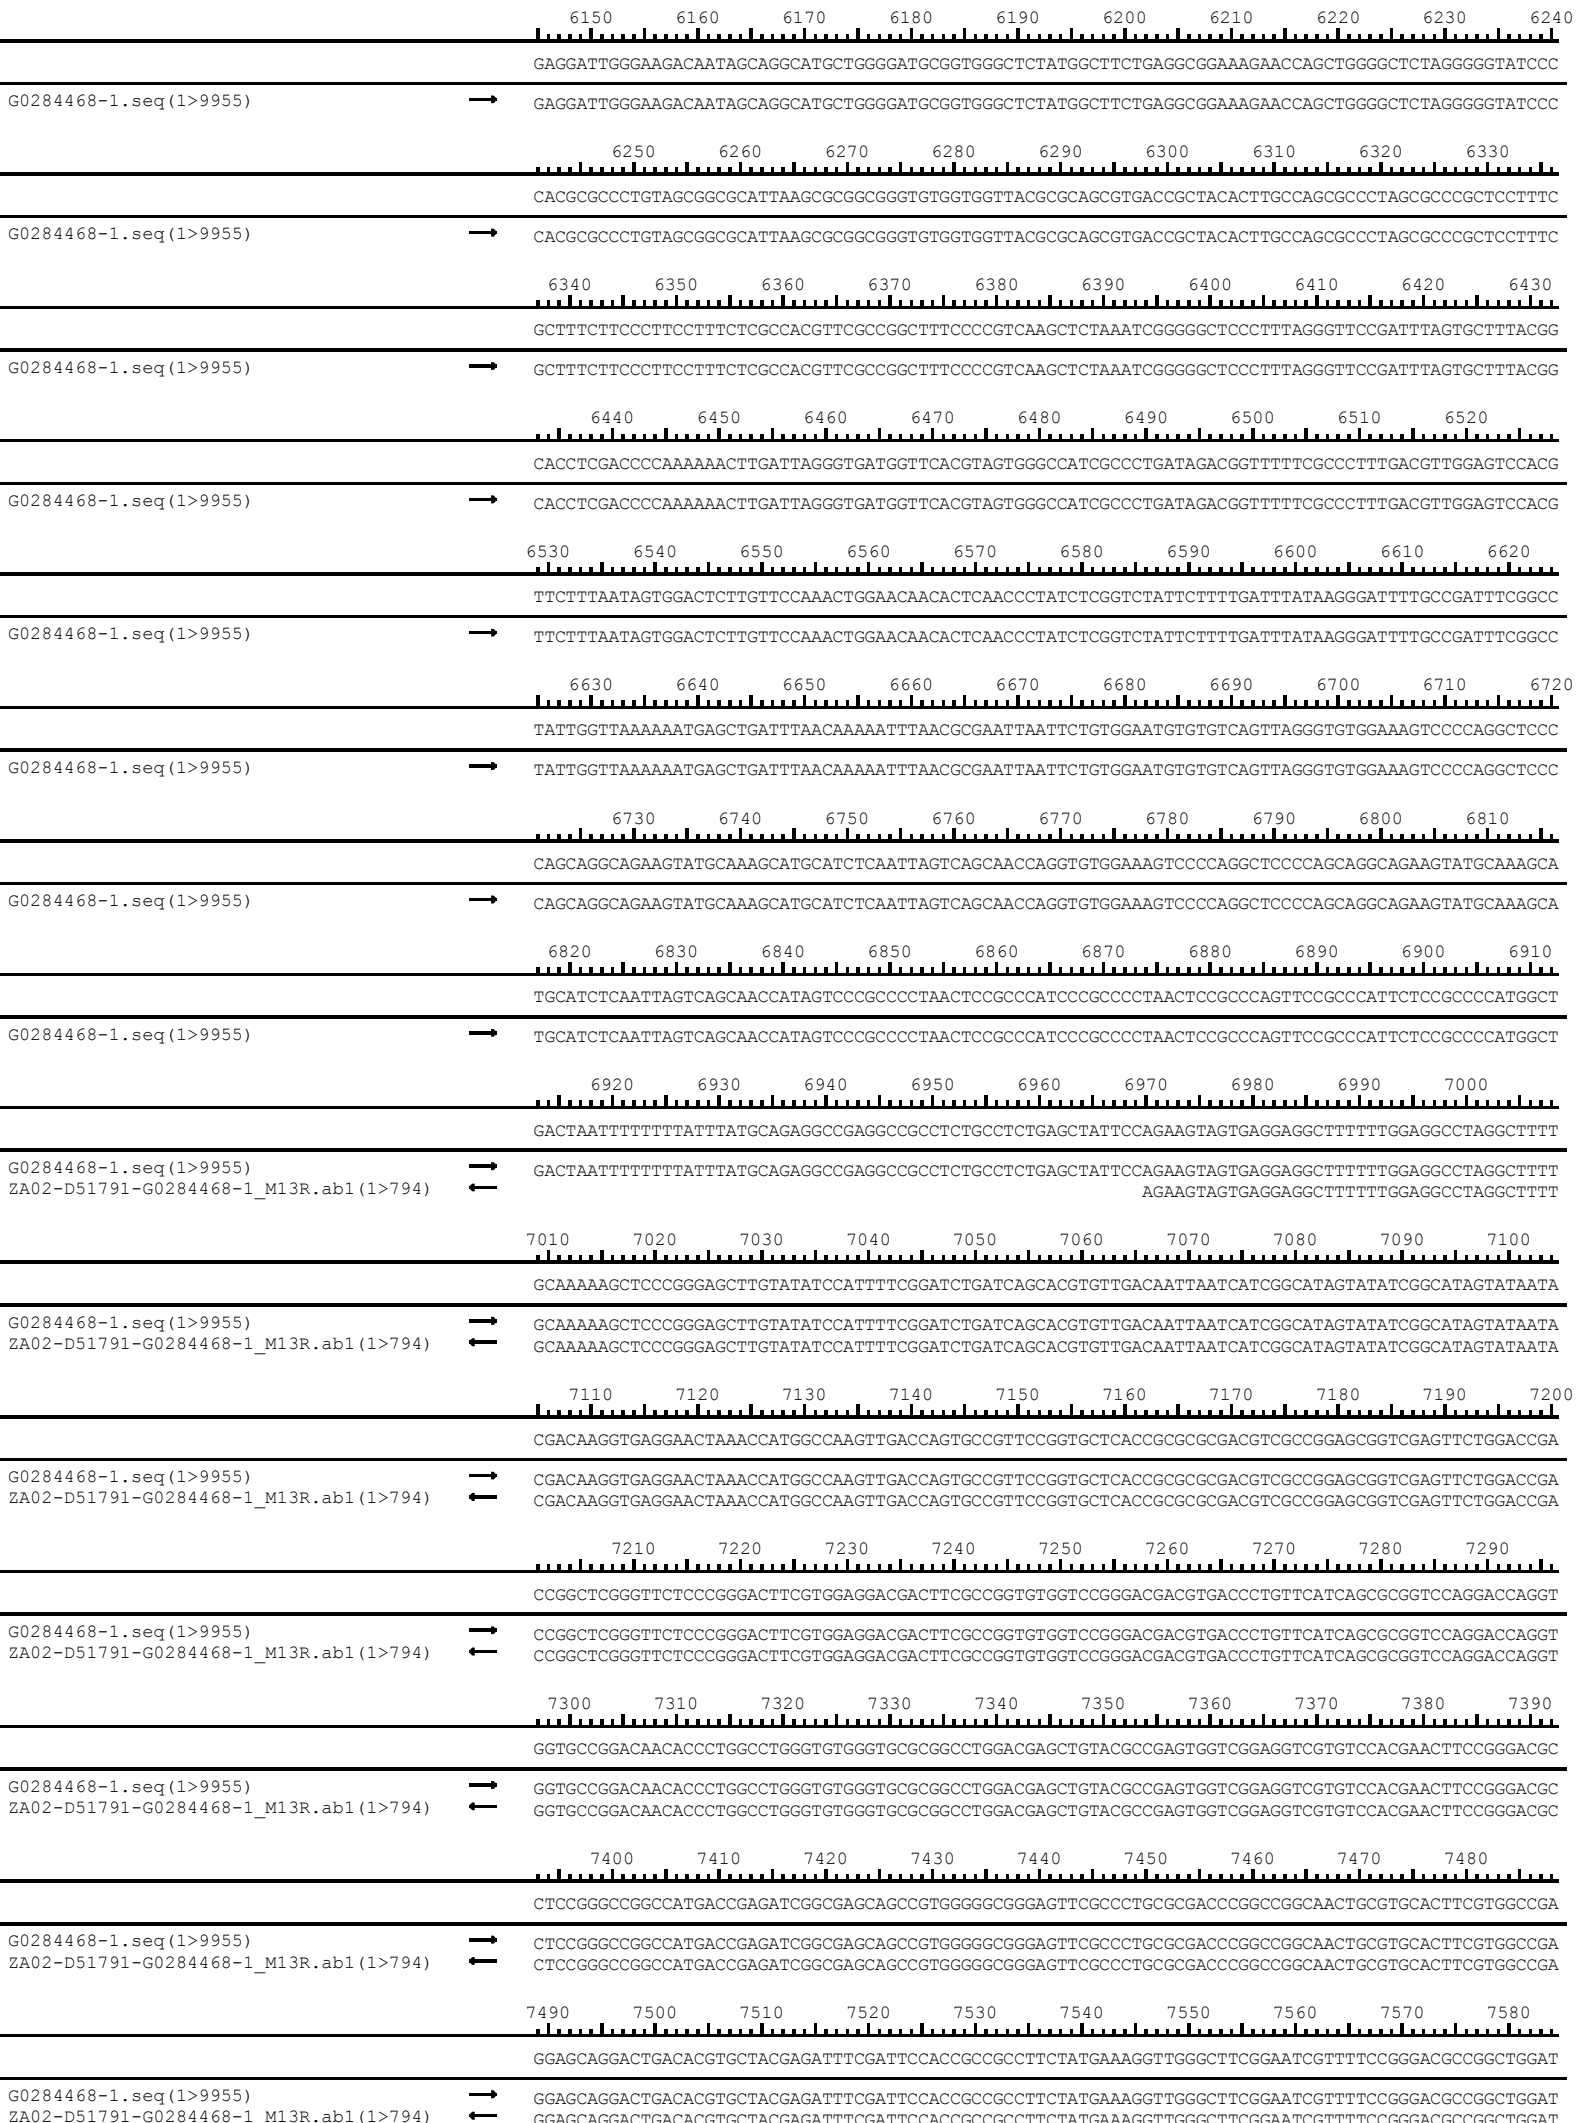 6150 6160 6170 6180 6190 6200 6210 6220 6230 6240
GAGGATTGGGAAGACAATAGCAGGCATGCTGGGGATGCGGTGGGCTCTATGGCTTCTGAGGCGGAAAGAACCAGCTGGGGCTCTAGGGGGTATCCC
G0284468-1.seq(1>9955) → GAGGATTGGGAAGACAATAGCAGGCATGCTGGGGATGCGGTGGGCTCTATGGCTTCTGAGGCGGAAAGAACCAGCTGGGGCTCTAGGGGGTATCCC
6250 6260 6270 6280 6290 6300 6310 6320 6330
CACGCGCCCTGTAGCGGCGCATTAAGCGCGGCGGGTGTGGTGGTTACGCGCAGCGTGACCGCTACACTTGCCAGCGCCCTAGCGCCCGCTCCTTTC
G0284468-1.seq(1>9955) → CACGCGCCCTGTAGCGGCGCATTAAGCGCGGCGGGTGTGGTGGTTACGCGCAGCGTGACCGCTACACTTGCCAGCGCCCTAGCGCCCGCTCCTTTC
6340 6350 6360 6370 6380 6390 6400 6410 6420 6430
GCTTTCTTCCCTTCCTTTCTCGCCACGTTCGCCGGCTTTCCCCGTCAAGCTCTAAATCGGGGGCTCCCTTTAGGGTTCCGATTTAGTGCTTTACGG
G0284468-1.seq(1>9955) → GCTTTCTTCCCTTCCTTTCTCGCCACGTTCGCCGGCTTTCCCCGTCAAGCTCTAAATCGGGGGCTCCCTTTAGGGTTCCGATTTAGTGCTTTACGG
6440 6450 6460 6470 6480 6490 6500 6510 6520
CACCTCGACCCCAAAAAACTTGATTAGGGTGATGGTTCACGTAGTGGGCCATCGCCCTGATAGACGGTTTTTCGCCCTTTGACGTTGGAGTCCACG
G0284468-1.seq(1>9955) → CACCTCGACCCCAAAAAACTTGATTAGGGTGATGGTTCACGTAGTGGGCCATCGCCCTGATAGACGGTTTTTCGCCCTTTGACGTTGGAGTCCACG
6530 6540 6550 6560 6570 6580 6590 6600 6610 6620
TTCTTTAATAGTGGACTCTTGTTCCAAACTGGAACAACACTCAACCCTATCTCGGTCTATTCTTTTGATTTATAAGGGATTTTGCCGATTTCGGCC
G0284468-1.seq(1>9955) → TTCTTTAATAGTGGACTCTTGTTCCAAACTGGAACAACACTCAACCCTATCTCGGTCTATTCTTTTGATTTATAAGGGATTTTGCCGATTTCGGCC
6630 6640 6650 6660 6670 6680 6690 6700 6710 6720
TATTGGTTAAAAAATGAGCTGATTTAACAAAAATTTAACGCGAATTAATTCTGTGGAATGTGTGTCAGTTAGGGTGTGGAAAGTCCCCAGGCTCCC
G0284468-1.seq(1>9955) → TATTGGTTAAAAAATGAGCTGATTTAACAAAAATTTAACGCGAATTAATTCTGTGGAATGTGTGTCAGTTAGGGTGTGGAAAGTCCCCAGGCTCCC
6730 6740 6750 6760 6770 6780 6790 6800 6810
CAGCAGGCAGAAGTATGCAAAGCATGCATCTCAATTAGTCAGCAACCAGGTGTGGAAAGTCCCCAGGCTCCCCAGCAGGCAGAAGTATGCAAAGCA
G0284468-1.seq(1>9955) → CAGCAGGCAGAAGTATGCAAAGCATGCATCTCAATTAGTCAGCAACCAGGTGTGGAAAGTCCCCAGGCTCCCCAGCAGGCAGAAGTATGCAAAGCA
6820 6830 6840 6850 6860 6870 6880 6890 6900 6910
TGCATCTCAATTAGTCAGCAACCATAGTCCCGCCCCTAACTCCGCCCATCCCGCCCCTAACTCCGCCCAGTTCCGCCCATTCTCCGCCCCATGGCT
G0284468-1.seq(1>9955) → TGCATCTCAATTAGTCAGCAACCATAGTCCCGCCCCTAACTCCGCCCATCCCGCCCCTAACTCCGCCCAGTTCCGCCCATTCTCCGCCCCATGGCT
6920 6930 6940 6950 6960 6970 6980 6990 7000
GACTAATTTTTTTTATTTATGCAGAGGCCGAGGCCGCCTCTGCCTCTGAGCTATTCCAGAAGTAGTGAGGAGGCTTTTTTGGAGGCCTAGGCTTTT
G0284468-1.seq(1>9955) → GACTAATTTTTTTTATTTATGCAGAGGCCGAGGCCGCCTCTGCCTCTGAGCTATTCCAGAAGTAGTGAGGAGGCTTTTTTGGAGGCCTAGGCTTTT
ZA02-D51791-G0284468-1_M13R.ab1(1>794) ← AGAAGTAGTGAGGAGGCTTTTTTGGAGGCCTAGGCTTTT
7010 7020 7030 7040 7050 7060 7070 7080 7090 7100
GCAAAAAGCTCCCGGGAGCTTGTATATCCATTTTCGGATCTGATCAGCACGTGTTGACAATTAATCATCGGCATAGTATATCGGCATAGTATAATA
G0284468-1.seq(1>9955) → GCAAAAAGCTCCCGGGAGCTTGTATATCCATTTTCGGATCTGATCAGCACGTGTTGACAATTAATCATCGGCATAGTATATCGGCATAGTATAATA
ZA02-D51791-G0284468-1_M13R.ab1(1>794) ← GCAAAAAGCTCCCGGGAGCTTGTATATCCATTTTCGGATCTGATCAGCACGTGTTGACAATTAATCATCGGCATAGTATATCGGCATAGTATAATA
7110 7120 7130 7140 7150 7160 7170 7180 7190 7200
CGACAAGGTGAGGAACTAAACCATGGCCAAGTTGACCAGTGCCGTTCCGGTGCTCACCGCGCGCGACGTCGCCGGAGCGGTCGAGTTCTGGACCGA
G0284468-1.seq(1>9955) → CGACAAGGTGAGGAACTAAACCATGGCCAAGTTGACCAGTGCCGTTCCGGTGCTCACCGCGCGCGACGTCGCCGGAGCGGTCGAGTTCTGGACCGA
ZA02-D51791-G0284468-1_M13R.ab1(1>794) ← CGACAAGGTGAGGAACTAAACCATGGCCAAGTTGACCAGTGCCGTTCCGGTGCTCACCGCGCGCGACGTCGCCGGAGCGGTCGAGTTCTGGACCGA
7210 7220 7230 7240 7250 7260 7270 7280 7290
CCGGCTCGGGTTCTCCCGGGACTTCGTGGAGGACGACTTCGCCGGTGTGGTCCGGGACGACGTGACCCTGTTCATCAGCGCGGTCCAGGACCAGGT
G0284468-1.seq(1>9955) → CCGGCTCGGGTTCTCCCGGGACTTCGTGGAGGACGACTTCGCCGGTGTGGTCCGGGACGACGTGACCCTGTTCATCAGCGCGGTCCAGGACCAGGT
ZA02-D51791-G0284468-1_M13R.ab1(1>794) ← CCGGCTCGGGTTCTCCCGGGACTTCGTGGAGGACGACTTCGCCGGTGTGGTCCGGGACGACGTGACCCTGTTCATCAGCGCGGTCCAGGACCAGGT
7300 7310 7320 7330 7340 7350 7360 7370 7380 7390
GGTGCCGGACAACACCCTGGCCTGGGTGTGGGTGCGCGGCCTGGACGAGCTGTACGCCGAGTGGTCGGAGGTCGTGTCCACGAACTTCCGGGACGC
G0284468-1.seq(1>9955) → GGTGCCGGACAACACCCTGGCCTGGGTGTGGGTGCGCGGCCTGGACGAGCTGTACGCCGAGTGGTCGGAGGTCGTGTCCACGAACTTCCGGGACGC
ZA02-D51791-G0284468-1_M13R.ab1(1>794) ← GGTGCCGGACAACACCCTGGCCTGGGTGTGGGTGCGCGGCCTGGACGAGCTGTACGCCGAGTGGTCGGAGGTCGTGTCCACGAACTTCCGGGACGC
7400 7410 7420 7430 7440 7450 7460 7470 7480
CTCCGGGCCGGCCATGACCGAGATCGGCGAGCAGCCGTGGGGGCGGGAGTTCGCCCTGCGCGACCCGGCCGGCAACTGCGTGCACTTCGTGGCCGA
G0284468-1.seq(1>9955) → CTCCGGGCCGGCCATGACCGAGATCGGCGAGCAGCCGTGGGGGCGGGAGTTCGCCCTGCGCGACCCGGCCGGCAACTGCGTGCACTTCGTGGCCGA
ZA02-D51791-G0284468-1_M13R.ab1(1>794) ← CTCCGGGCCGGCCATGACCGAGATCGGCGAGCAGCCGTGGGGGCGGGAGTTCGCCCTGCGCGACCCGGCCGGCAACTGCGTGCACTTCGTGGCCGA
7490 7500 7510 7520 7530 7540 7550 7560 7570 7580
GGAGCAGGACTGACACGTGCTACGAGATTTCGATTCCACCGCCGCCTTCTATGAAAGGTTGGGCTTCGGAATCGTTTTCCGGGACGCCGGCTGGAT
G0284468-1.seq(1>9955) → GGAGCAGGACTGACACGTGCTACGAGATTTCGATTCCACCGCCGCCTTCTATGAAAGGTTGGGCTTCGGAATCGTTTTCCGGGACGCCGGCTGGAT
ZA02-D51791-G0284468-1_M13R.ab1(1>794) ← GGAGCAGGACTGACACGTGCTACGAGATTTCGATTCCACCGCCGCCTTCTATGAAAGGTTGGGCTTCGGAATCGTTTTCCGGGACGCCGGCTGGAT